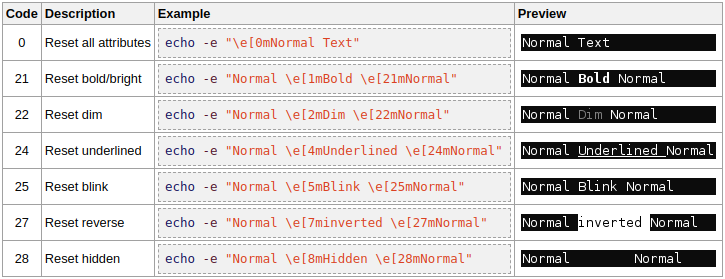 Code Description Example Preview
0 Reset all attributes echo -e "\e[0mNormal Text" Normal Text
21 Reset bold/bright echo -e "Normal \e[1mBold \e[21mNormal" Normal Bold Normal
22 Reset dim echo -e "Normal \e[2mDim \e[22mNormal" Normal Dim Normal
24 Reset underlined echo -e "Normal \e[4mUnderlined \e[24mNormal" Normal Underlined Normal
25 Reset blink echo -e "Normal \e[5mBlink \e[25mNormal" Normal Blink Normal
27 Reset reverse echo -e "Normal \e[7minverted \e[27mNormal" Normal inverted Normal
28 Reset hidden echo -e "Normal \e[8mHidden \e[28mNormal" Normal Normal